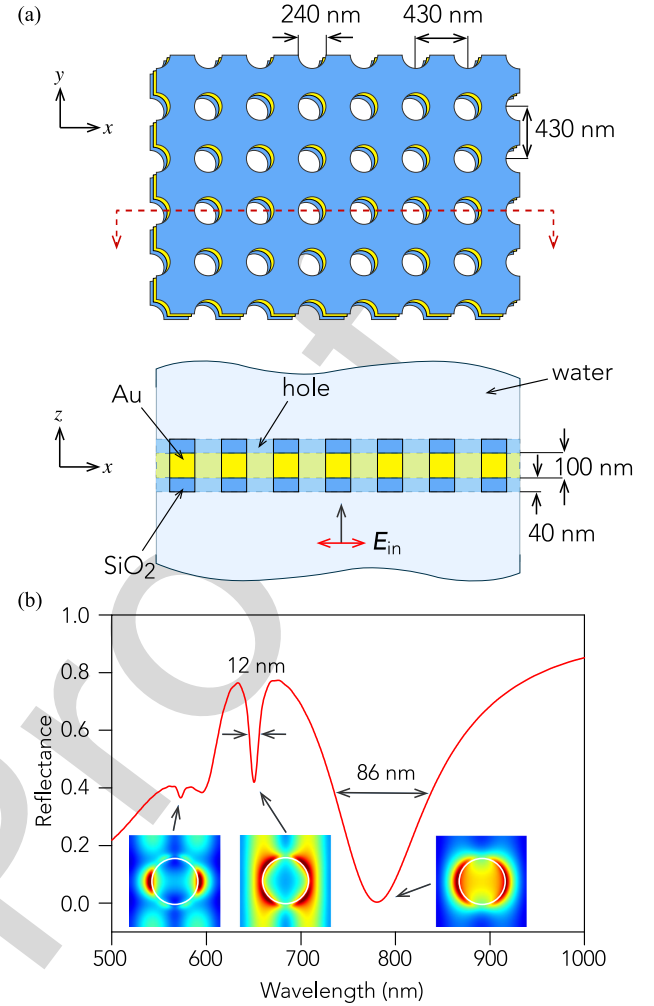 (a)
240 nm
430 nm
y
x
430 nm
water
hole
Au
z
x
100 nm
E_in
40 nm
SiO₂
(b)
1.0
0.8
12 nm
0.6
Reflectance
0.4
86 nm
0.2
0.0
500 600 700 800 900 1000
Wavelength (nm)